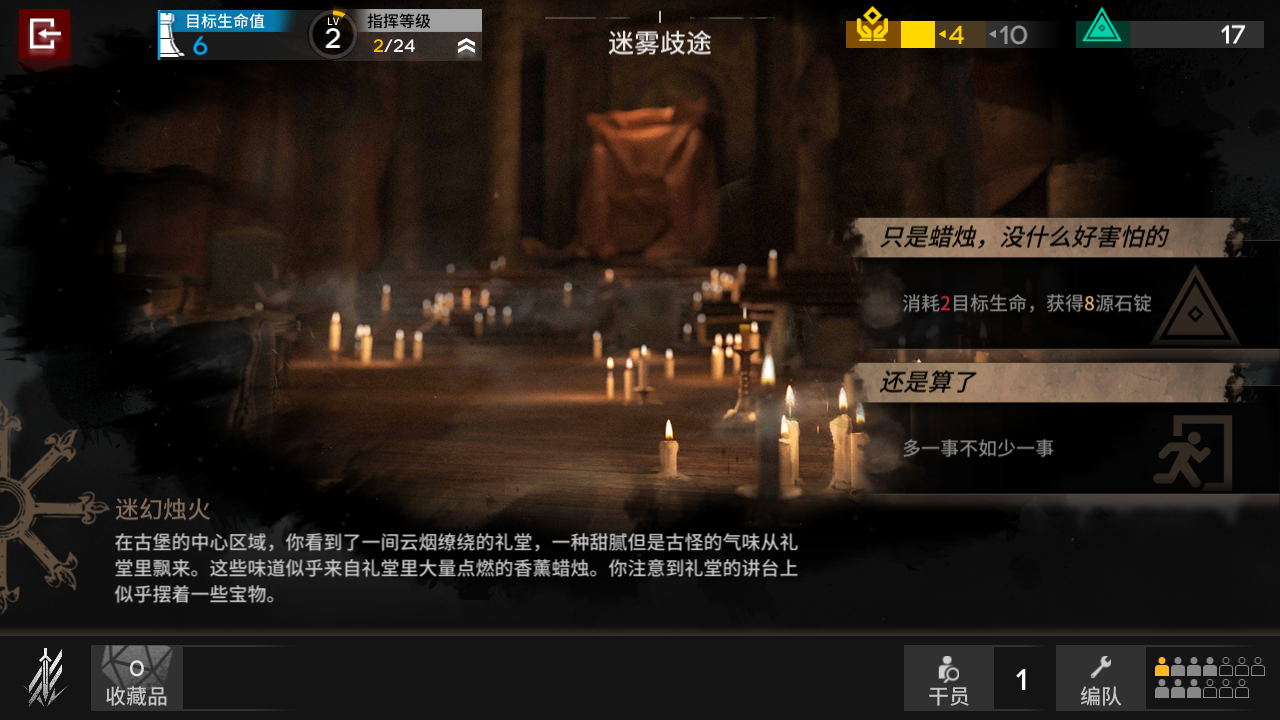 目标生命值
6
LV
2
指挥等级
2/24
迷雾歧途
4
10
17
只是蜡烛，没什么好害怕的
消耗2目标生命，获得8源石锭
还是算了
多一事不如少一事
迷幻烛火
在古堡的中心区域，你看到了一间云烟缭绕的礼堂，一种甜腻但是古怪的气味从礼
堂里飘来。这些味道似乎来自礼堂里大量点燃的香薰蜡烛。你注意到礼堂的讲台上
似乎摆着一些宝物。
0
收藏品
干员
1
编队